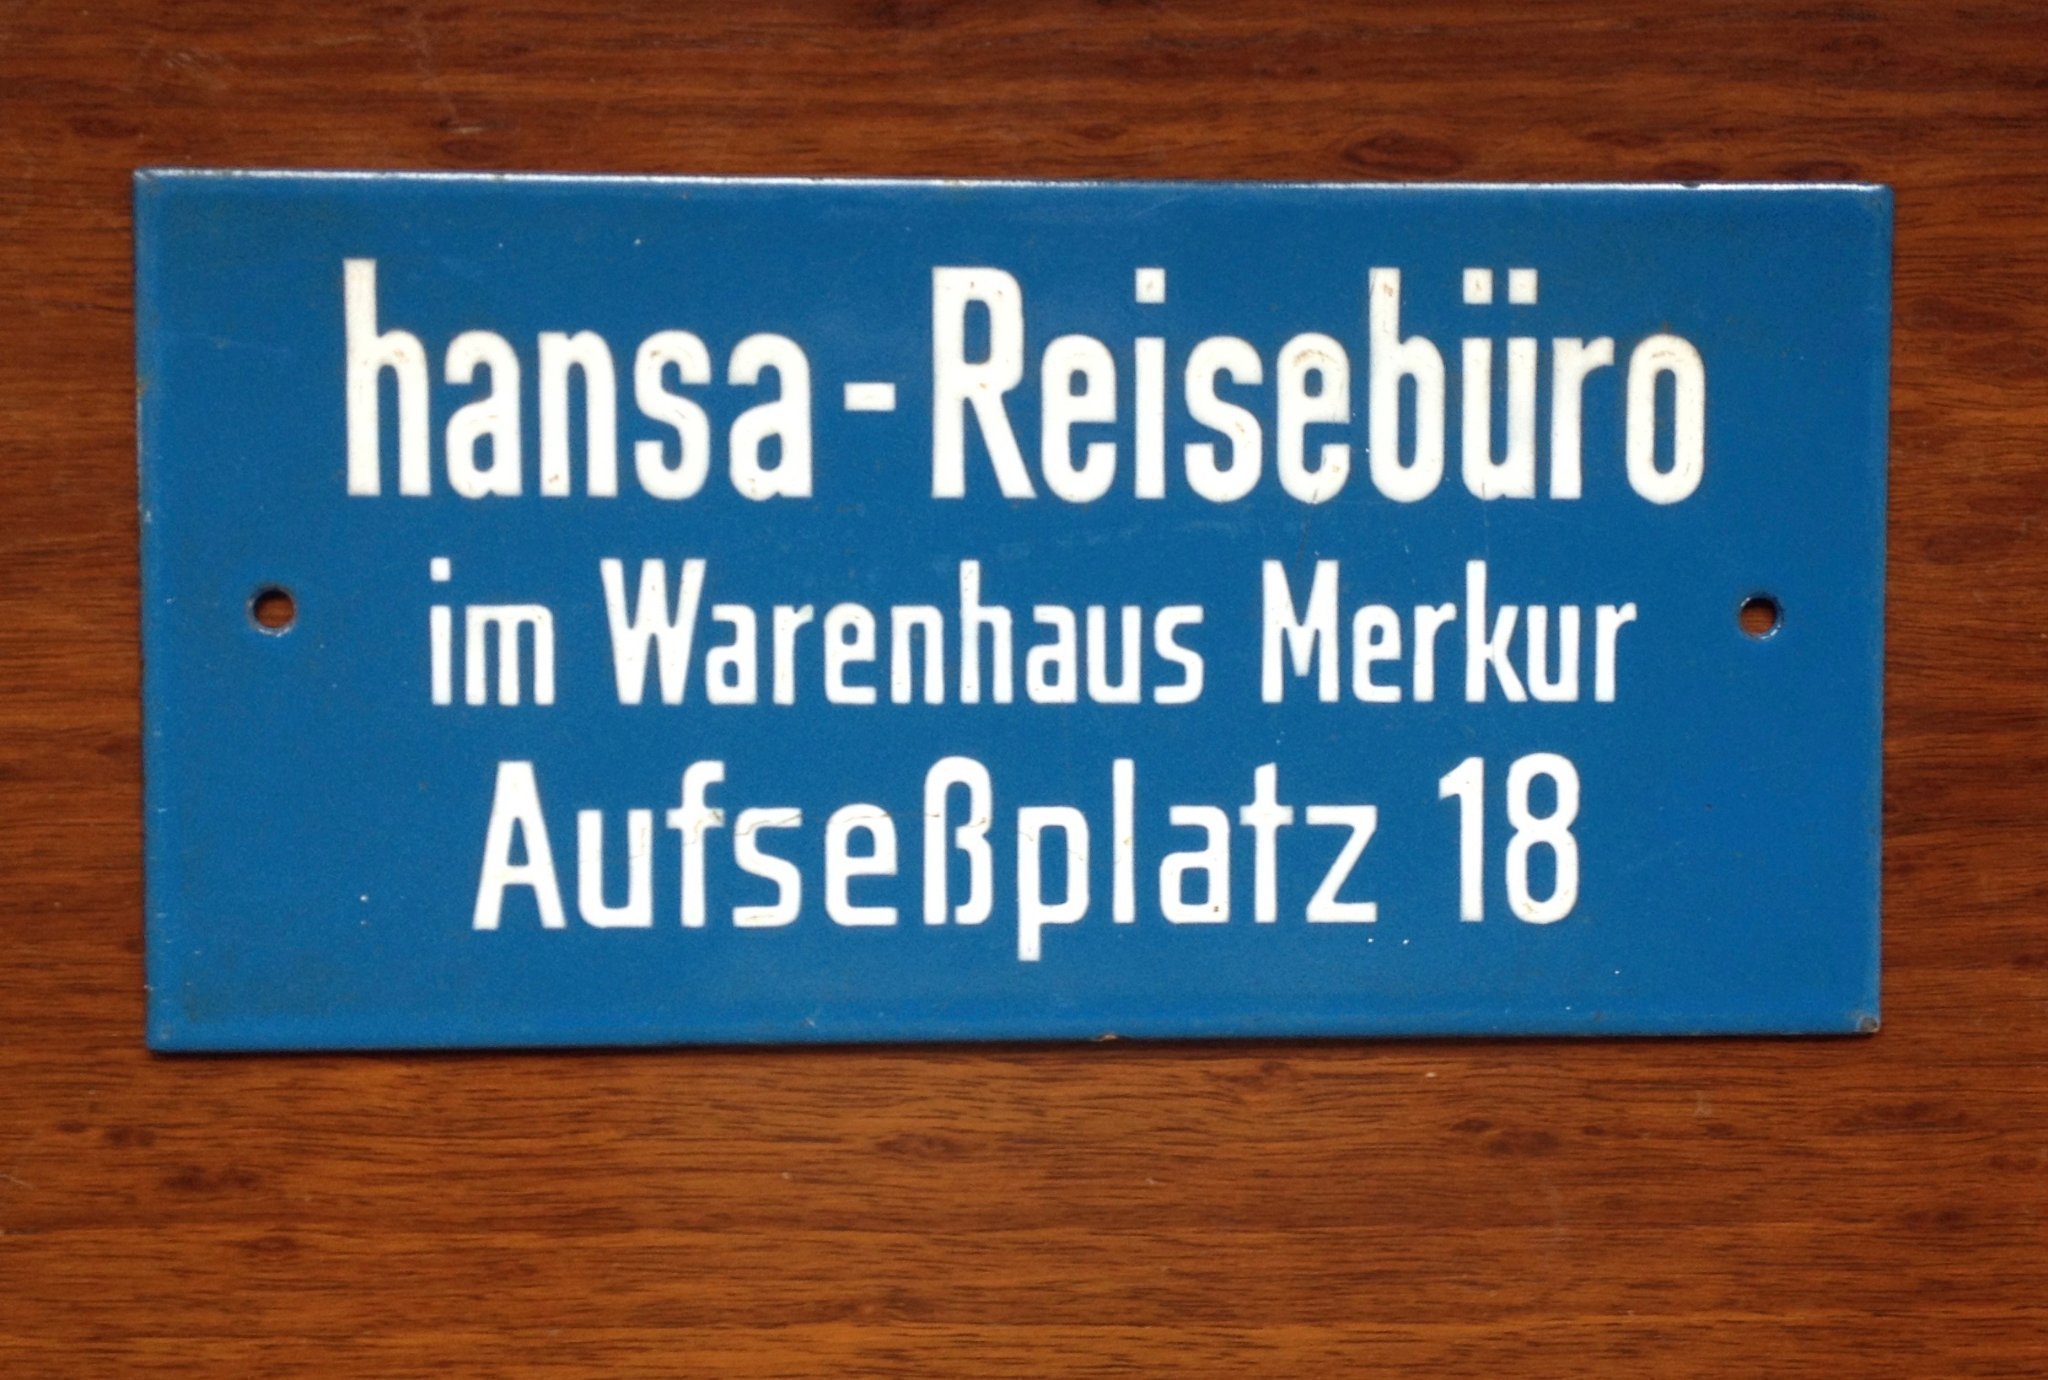 hansa-Reisebüro
im Warenhaus Merkur
Aufseßplatz 18